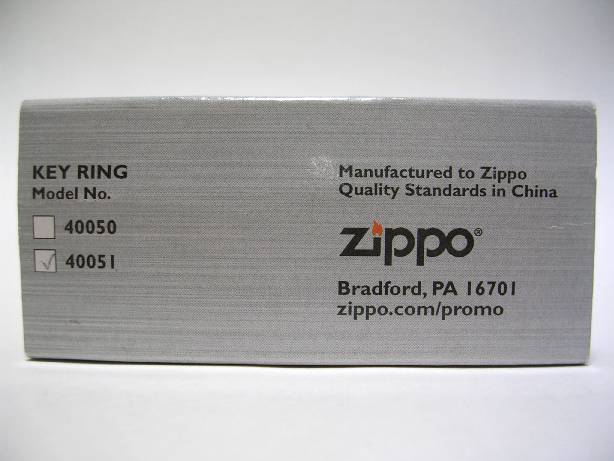 KEY RING
Model No.
40050
40051
Manufactured to Zippo
Quality Standards in China
zippo®
Bradford, PA 16701
zippo.com/promo